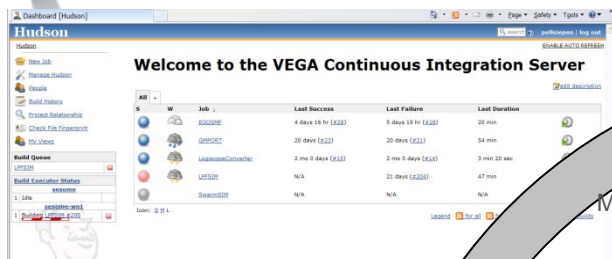 Dashboard [Hudson]
Page Safety Tools
Hudson
search
pellsiepen | log out
Hudson
ENABLE AUTO REFRESH
New Job
Manage Hudson
People
Build History
Project Relationship
Check File Fingerprint
My Views
Build Queue
LPFSIM
Build Executor Status
sesome
1 Idle
sesome-wn1
1 Building LPFSIM #205
Welcome to the VEGA Continuous Integration Server
edit description
All +
S W Job ↓ Last Success Last Failure Last Duration
EGOSMF 4 days 16 hr (#28) 5 days 19 hr (#26) 20 min
GMPORT 20 days (#23) 20 days (#21) 54 min
LogscopeConverter 2 mo 0 days (#15) 2 mo 0 days (#14) 3 min 20 sec
LPFSIM N/A 21 days (#204) 47 min
SwarmSIM N/A N/A N/A
Icon: S M L
Legend for all
M